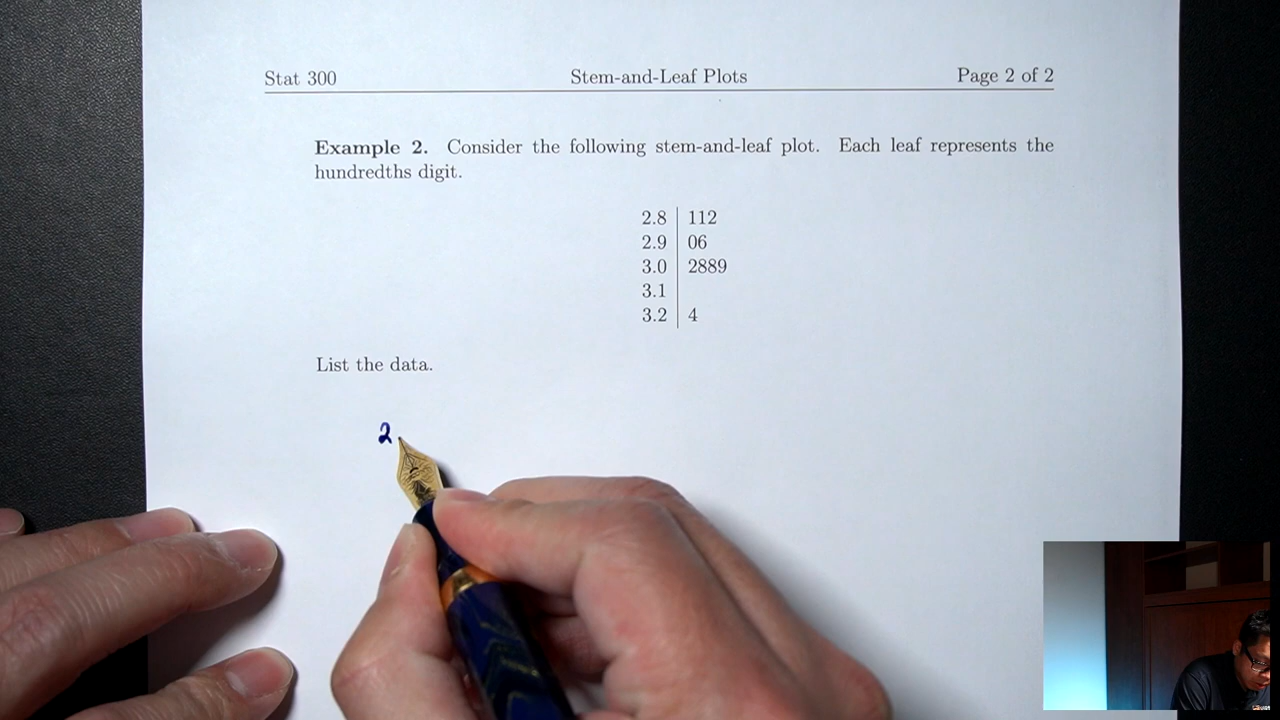 Stat 300 Stem-and-Leaf Plots Page 2 of 2
Example 2. Consider the following stem-and-leaf plot. Each leaf represents the
hundredths digit.
2.8 | 112
2.9 | 06
3.0 | 2889
3.1 |
3.2 | 4
List the data.
2